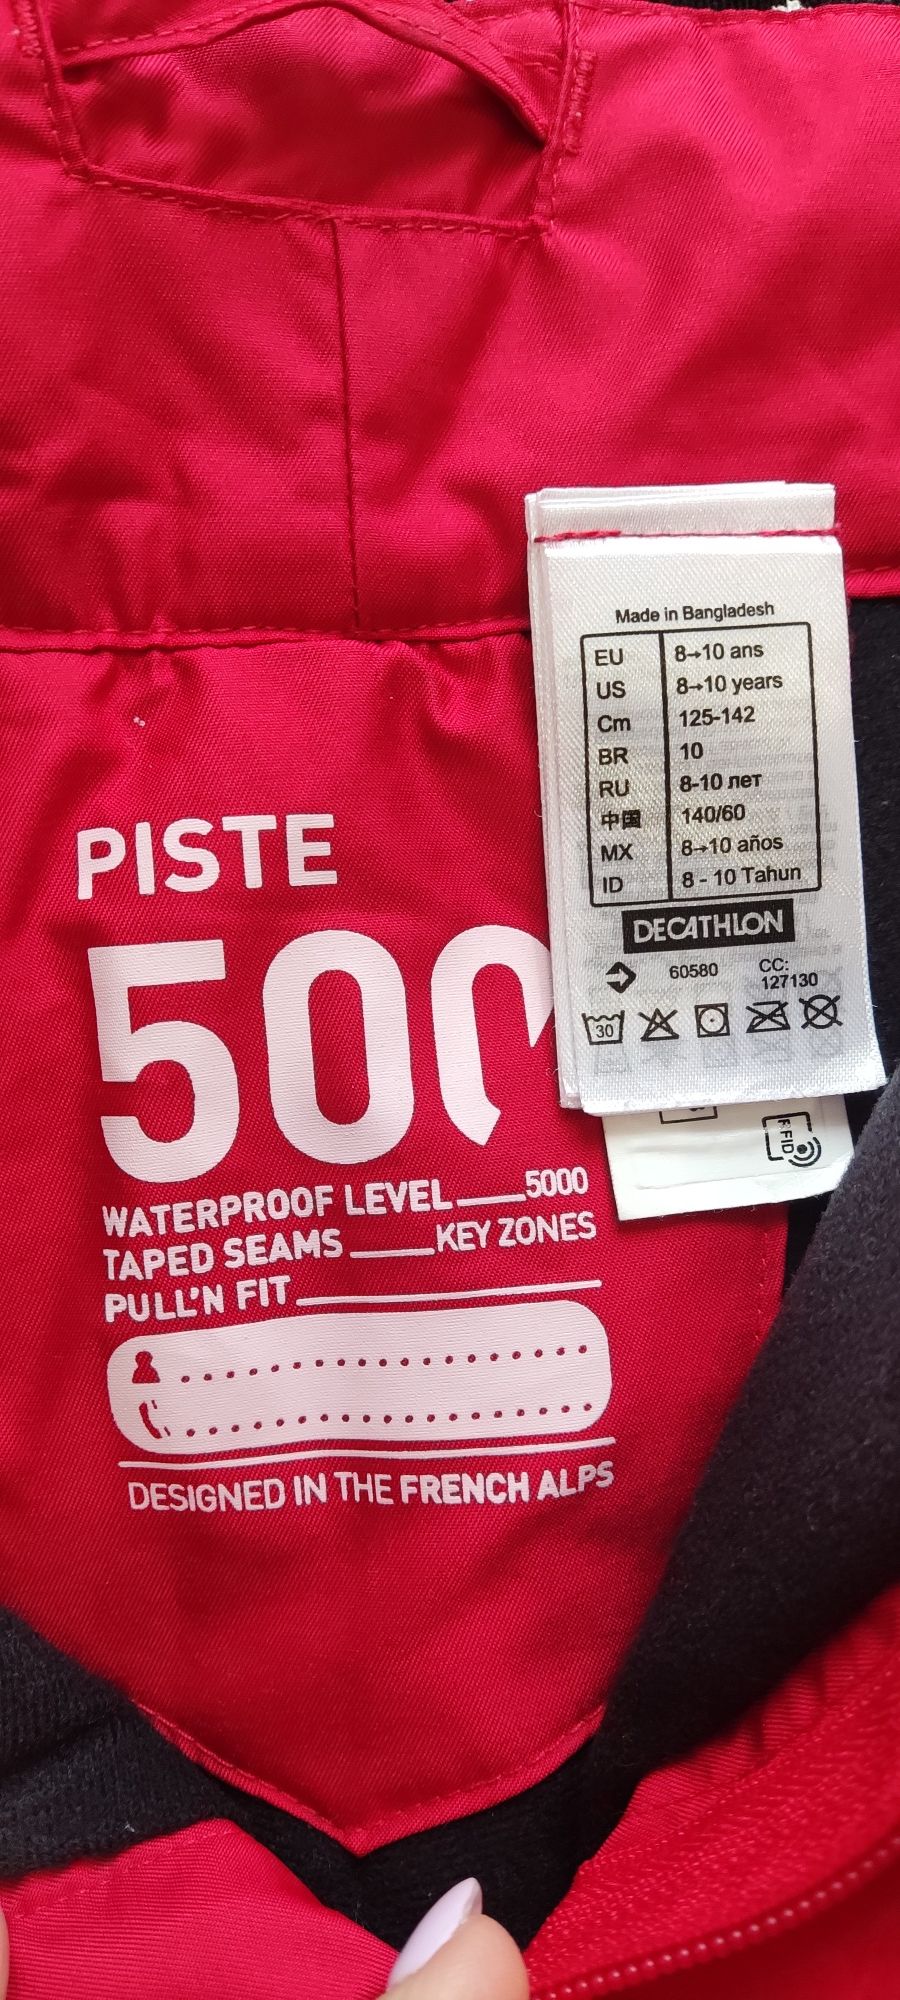 Made in Bangladesh
EU 8→10 ans
US 8→10 years
Cm 125-142
BR 10
RU 8-10 лет
中国 140/60
MX 8→10 años
ID 8 - 10 Tahun
DECATHLON
60580 CC: 127130
30
RFID
PISTE
500
WATERPROOF LEVEL 5000
TAPED SEAMS KEY ZONES
PULL'N FIT
DESIGNED IN THE FRENCH ALPS